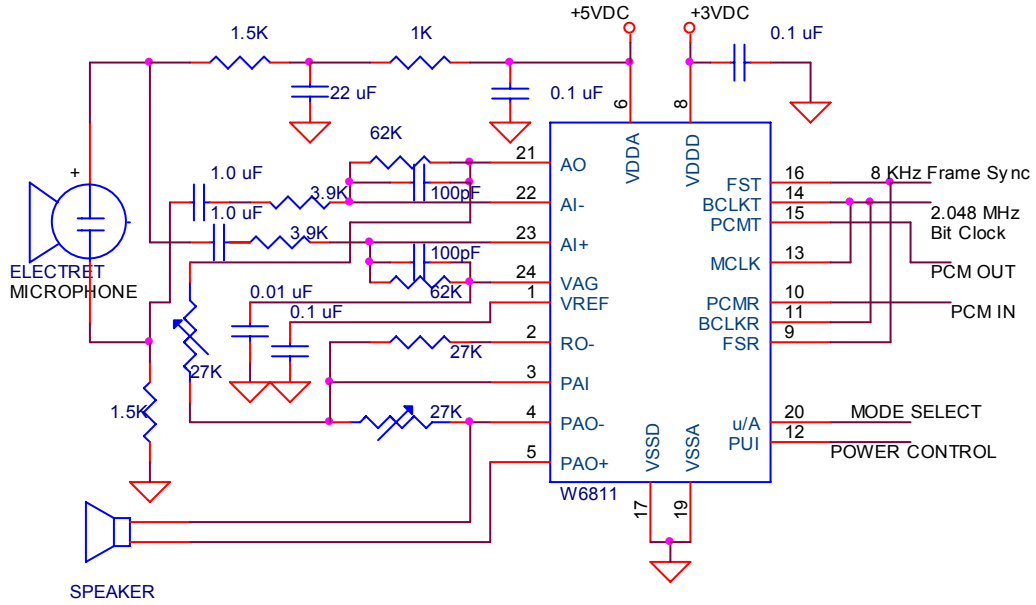 +5VDC
+3VDC
1.5K
1K
0.1 uF
22 uF
0.1 uF
6
8
VDDA
VDDD
62K
21
AO
16
FST
8 KHz Frame Sync
+
1.0 uF
100pF
14
BCLKT
3.9K
22
AI-
15
PCMT
2.048 MHz
Bit Clock
1.0 uF
3.9K
23
AI+
100pF
13
MCLK
PCM OUT
ELECTRET
MICROPHONE
24
VAG
62K
0.01 uF
1
VREF
0.1 uF
10
PCMR
PCM IN
11
BCLKR
2
RO-
9
FSR
27K
27K
3
PAI
1.5K
27K
4
PAO-
20
u/A
MODE SELECT
12
PUI
POWER CONTROL
5
PAO+
VSSD
VSSA
W6811
17
19
SPEAKER